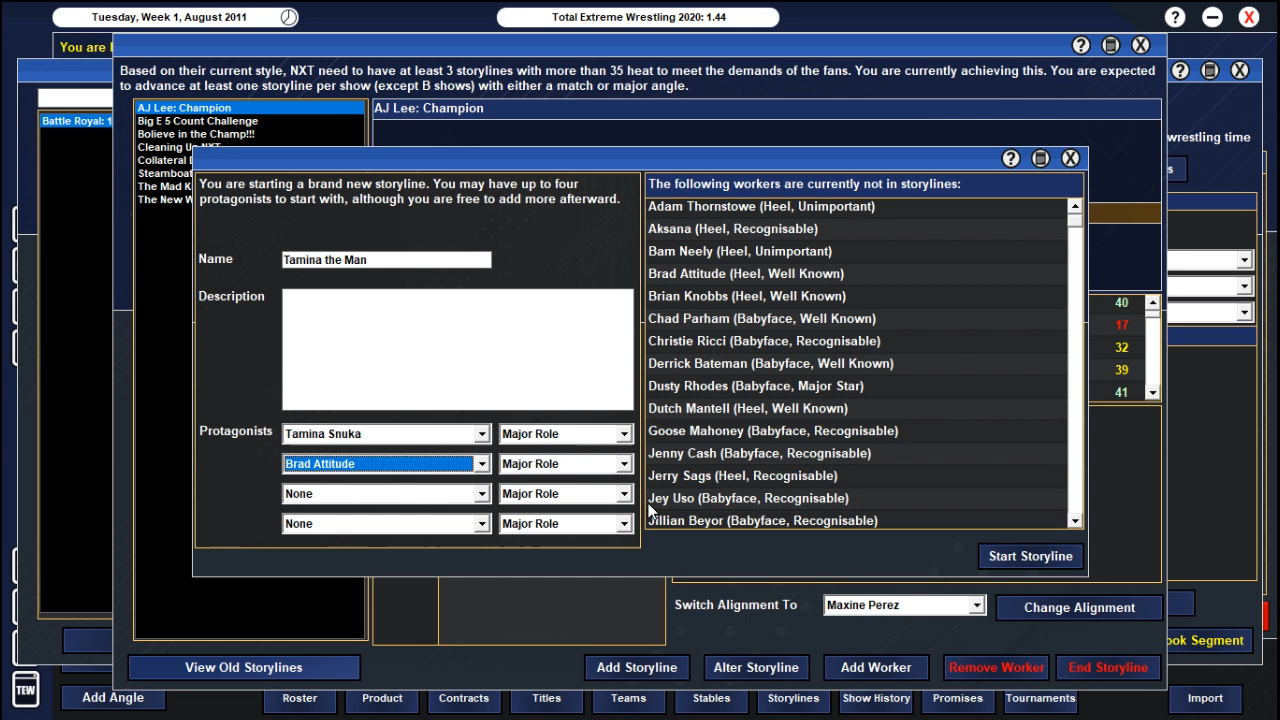 Tuesday, Week 1, August 2011
Total Extreme Wrestling 2020: 1.44
You are
Based on their current style, NXT need to have at least 3 storylines with more than 35 heat to meet the demands of the fans. You are currently achieving this. You are expected
to advance at least one storyline per show (except B shows) with either a match or major angle.
AJ Lee: Champion
Big E 5 Count Challenge
Bolieve in the Champ!!!
Cleaning Up NXT
Collateral
Steamboat
The Mad K
The New W
AJ Lee: Champion
Battle Royal: 1
wrestling time
s
You are starting a brand new storyline. You may have up to four
protagonists to start with, although you are free to add more afterward.
Name
Tamina the Man
Description
Protagonists
Tamina Snuka
Major Role
Brad Attitude
Major Role
None
Major Role
None
Major Role
The following workers are currently not in storylines:
Adam Thornstowe (Heel, Unimportant)
Aksana (Heel, Recognisable)
Bam Neely (Heel, Unimportant)
Brad Attitude (Heel, Well Known)
Brian Knobbs (Heel, Well Known)
Chad Parham (Babyface, Well Known)
Christie Ricci (Babyface, Recognisable)
Derrick Bateman (Babyface, Well Known)
Dusty Rhodes (Babyface, Major Star)
Dutch Mantell (Heel, Well Known)
Goose Mahoney (Babyface, Recognisable)
Jenny Cash (Babyface, Recognisable)
Jerry Sags (Heel, Recognisable)
Jey Uso (Babyface, Recognisable)
Jillian Beyor (Babyface, Recognisable)
Start Storyline
40
17
32
39
41
Switch Alignment To
Maxine Perez
Change Alignment
ook Segment
View Old Storylines
Add Storyline
Alter Storyline
Add Worker
Remove Worker
End Storyline
TEW
Add Angle
Roster
Product
Contracts
Titles
Teams
Stables
Storylines
Show History
Promises
Tournaments
Import